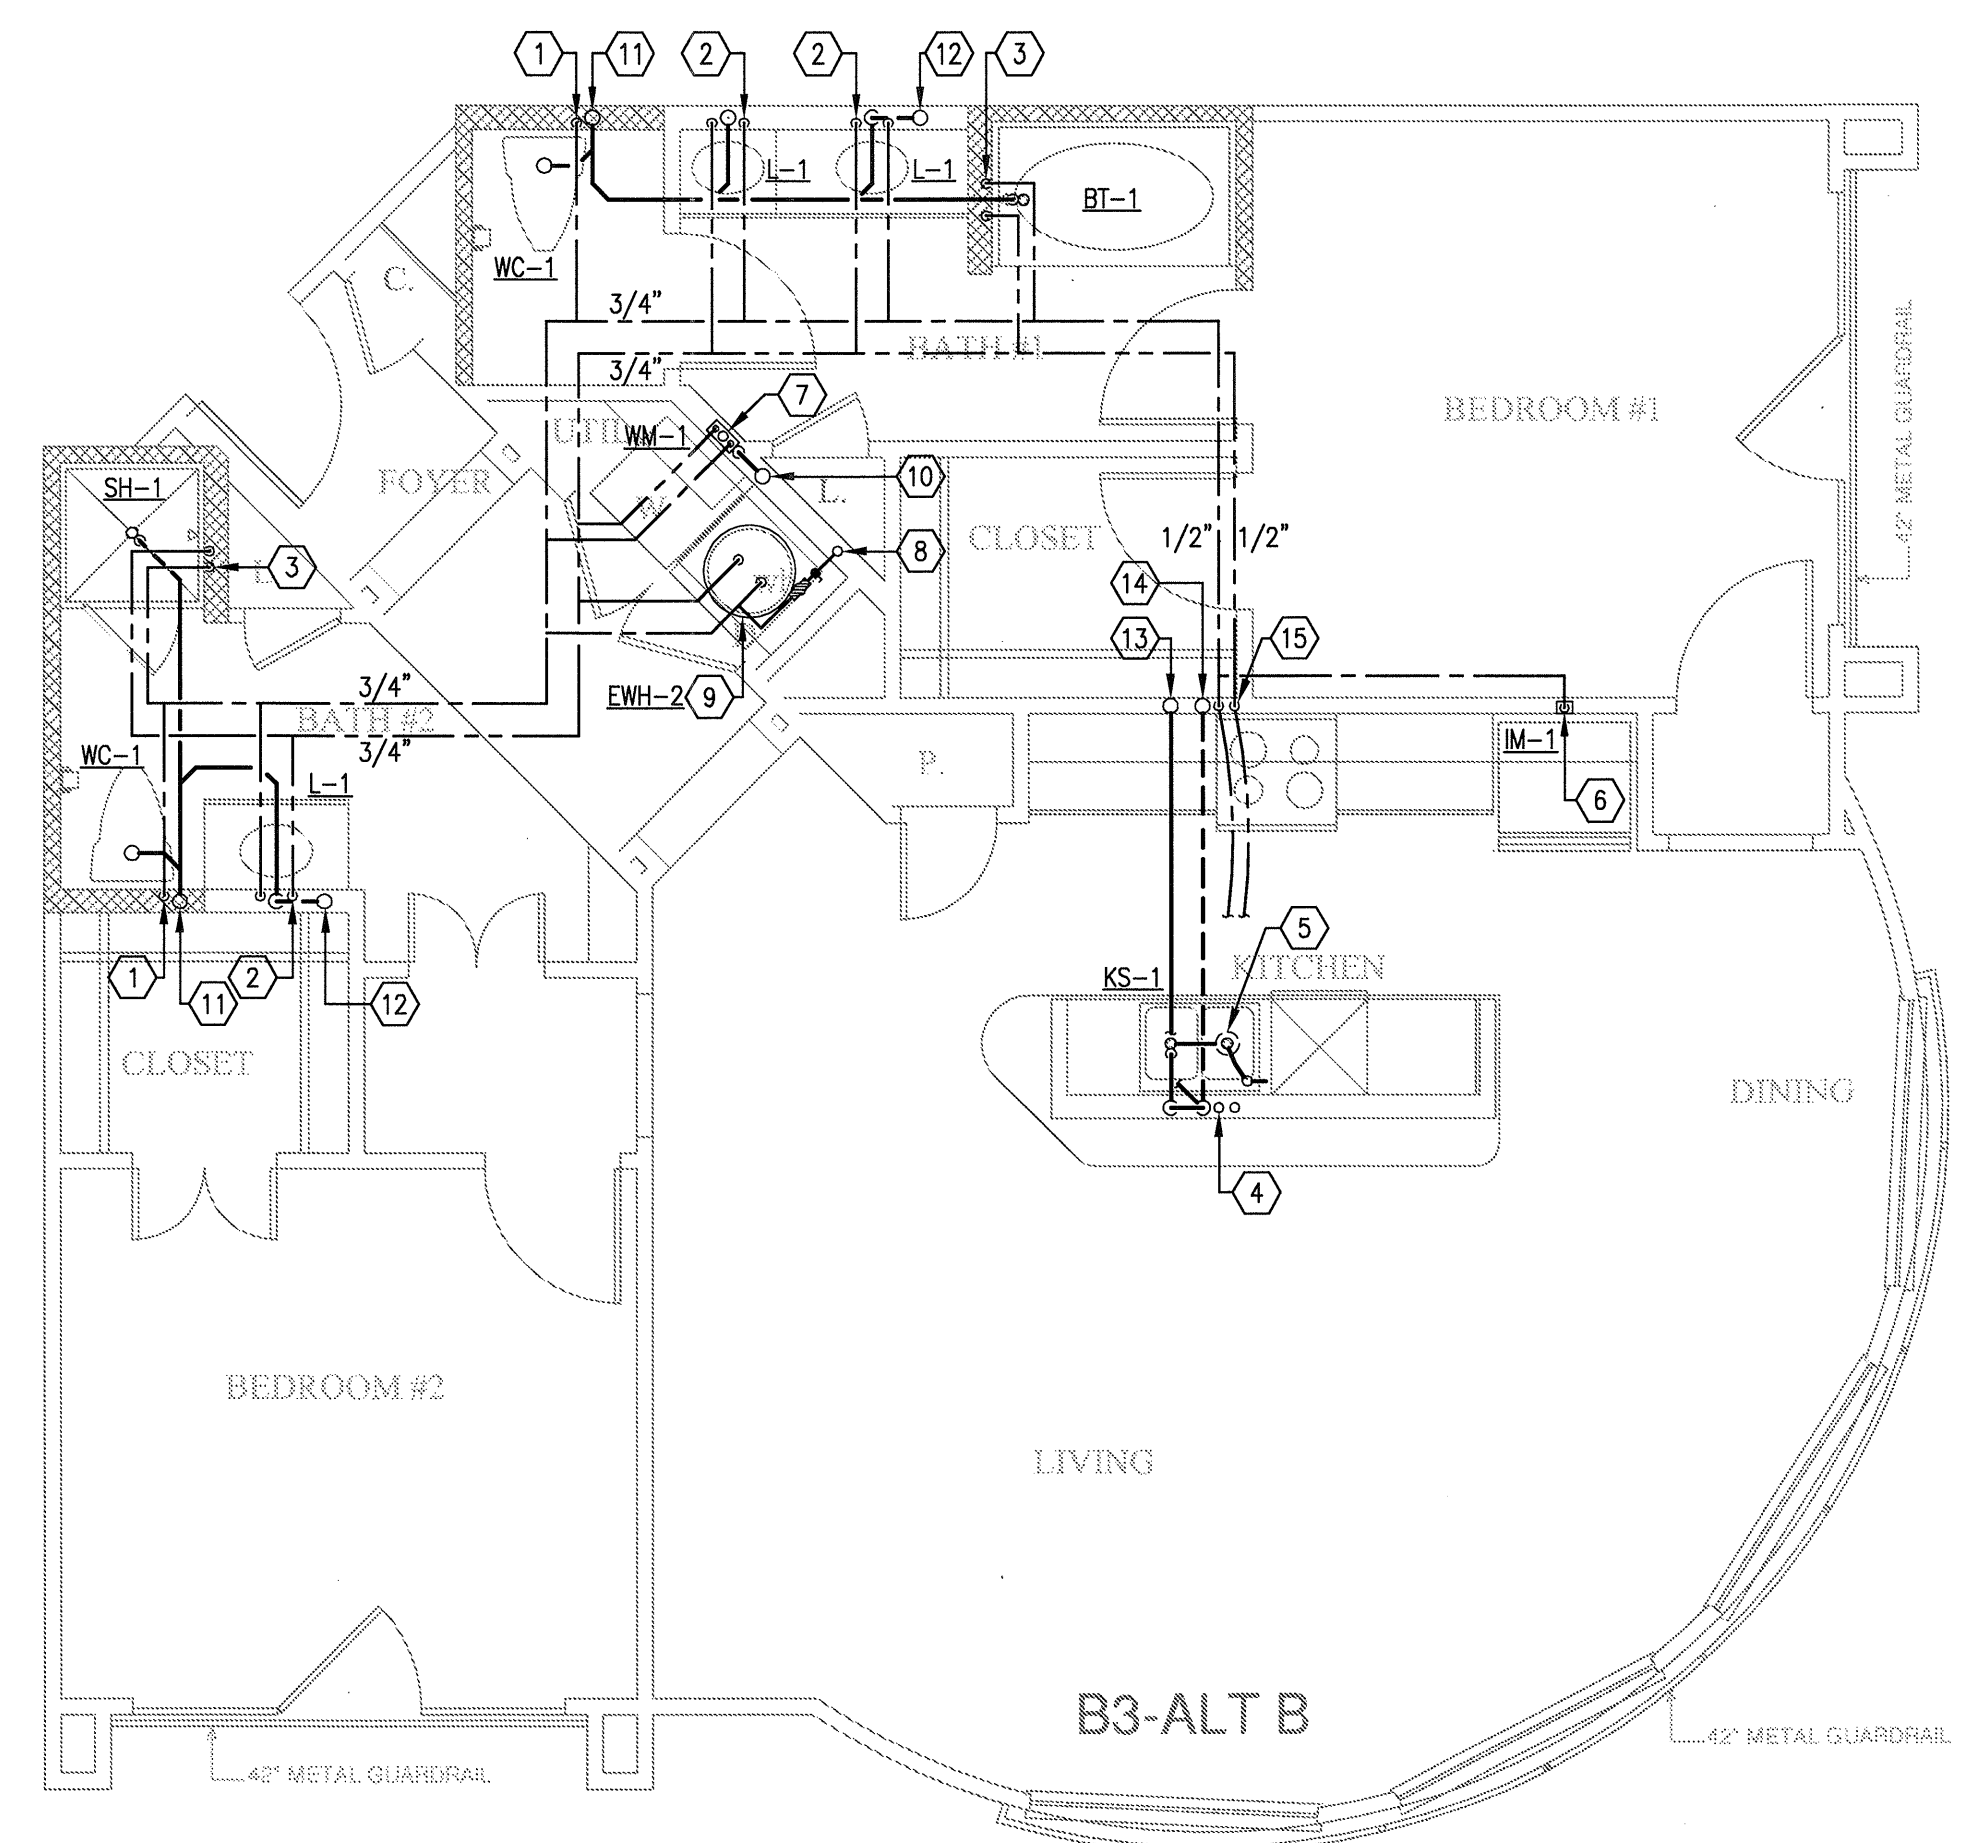 1 11 2 2 12 3
L-1 L-1
BT-1
WC-1
C.
3/4"
BATH #1
3/4"
7
BEDROOM #1
42" METAL GUARDRAIL
WM-1
10
FOYER
SH-1
L.
CLOSET
1/2" 1/2"
8
3
14
13
15
EWH-2 9
3/4"
BATH #2
3/4"
WC-1
IM-1
P.
L-1
6
5
KITCHEN
KS-1
1 11 2 12
CLOSET
DINING
4
BEDROOM #2
LIVING
B3-ALT B
42" METAL GUARDRAIL
42" METAL GUARDRAIL